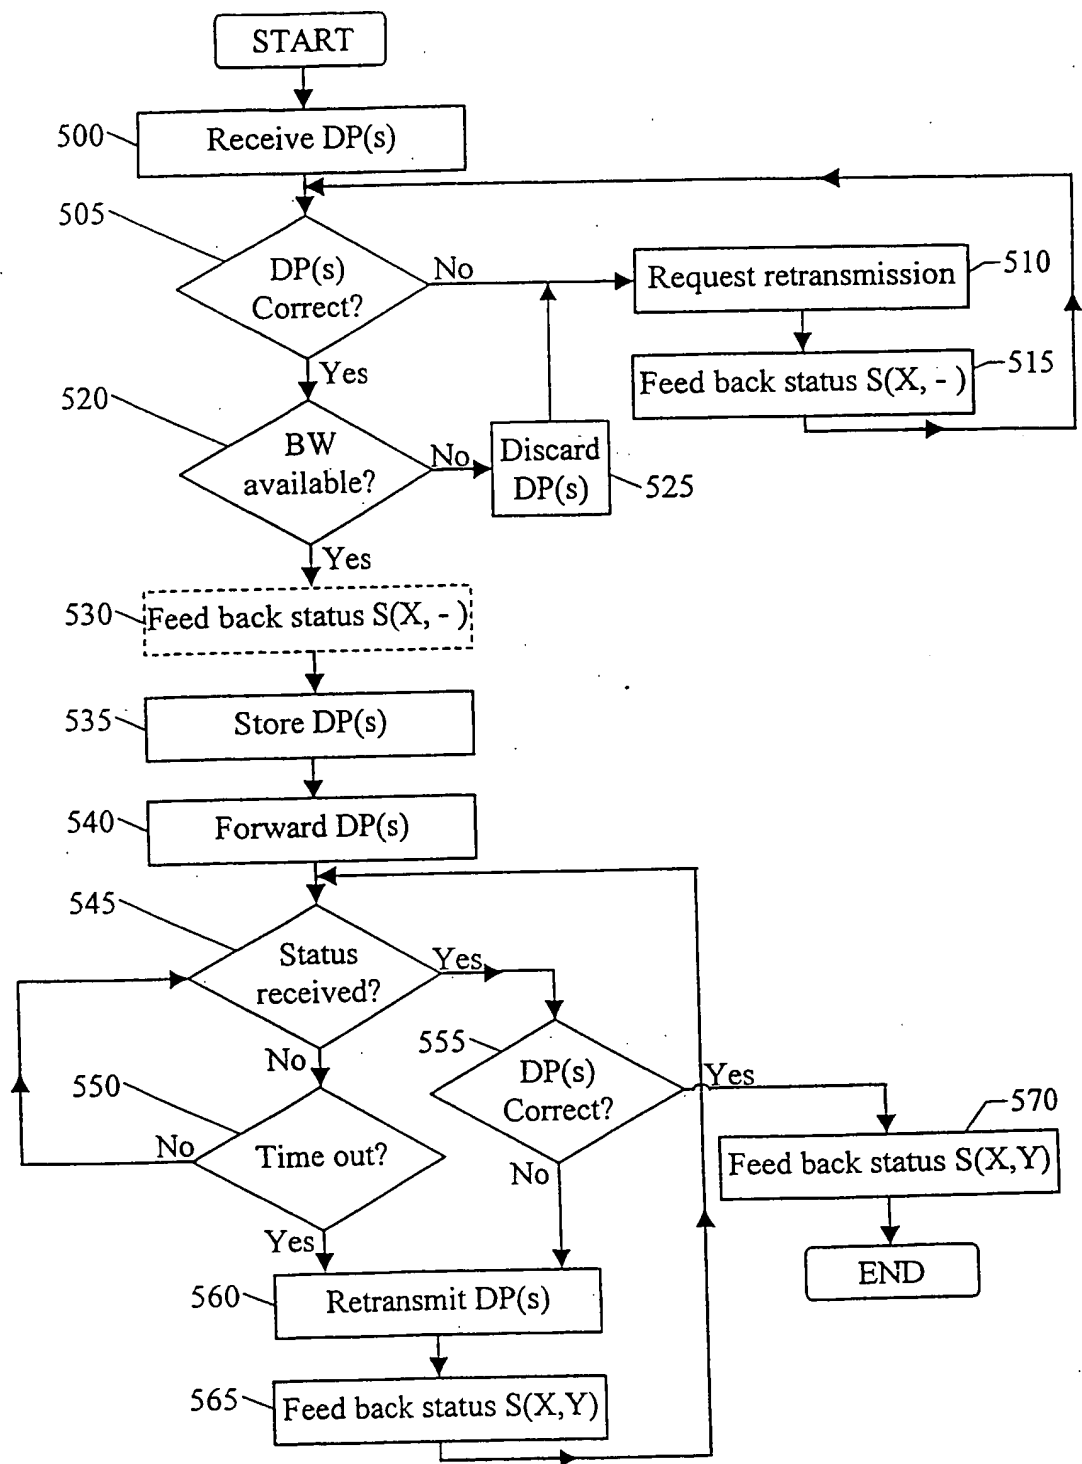 START
500
Receive DP(s)
505
DP(s)
Correct?
No
Request retransmission
510
Yes
Feed back status S(X, - )
515
520
BW
available?
No
Discard
DP(s)
525
Yes
530
Feed back status S(X, - )
535
Store DP(s)
540
Forward DP(s)
545
Status
received?
Yes
No
555
DP(s)
Correct?
Yes
550
Time out?
No
No
570
Feed back status S(X,Y)
Yes
END
560
Retransmit DP(s)
565
Feed back status S(X,Y)